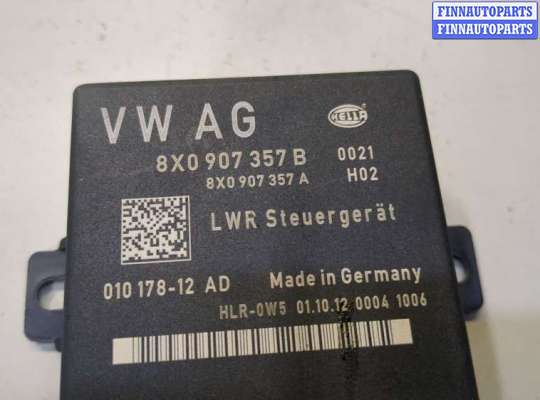 FINNAUTOPARTS
FINNAUTOPARTS
VW AG
HELLA
8X0 907 357 B 0021
8X0 907 357 A H02
LWR Steuergerät
010 178-12 AD Made in Germany
HLR-0W5 01.10.12 0004 1006